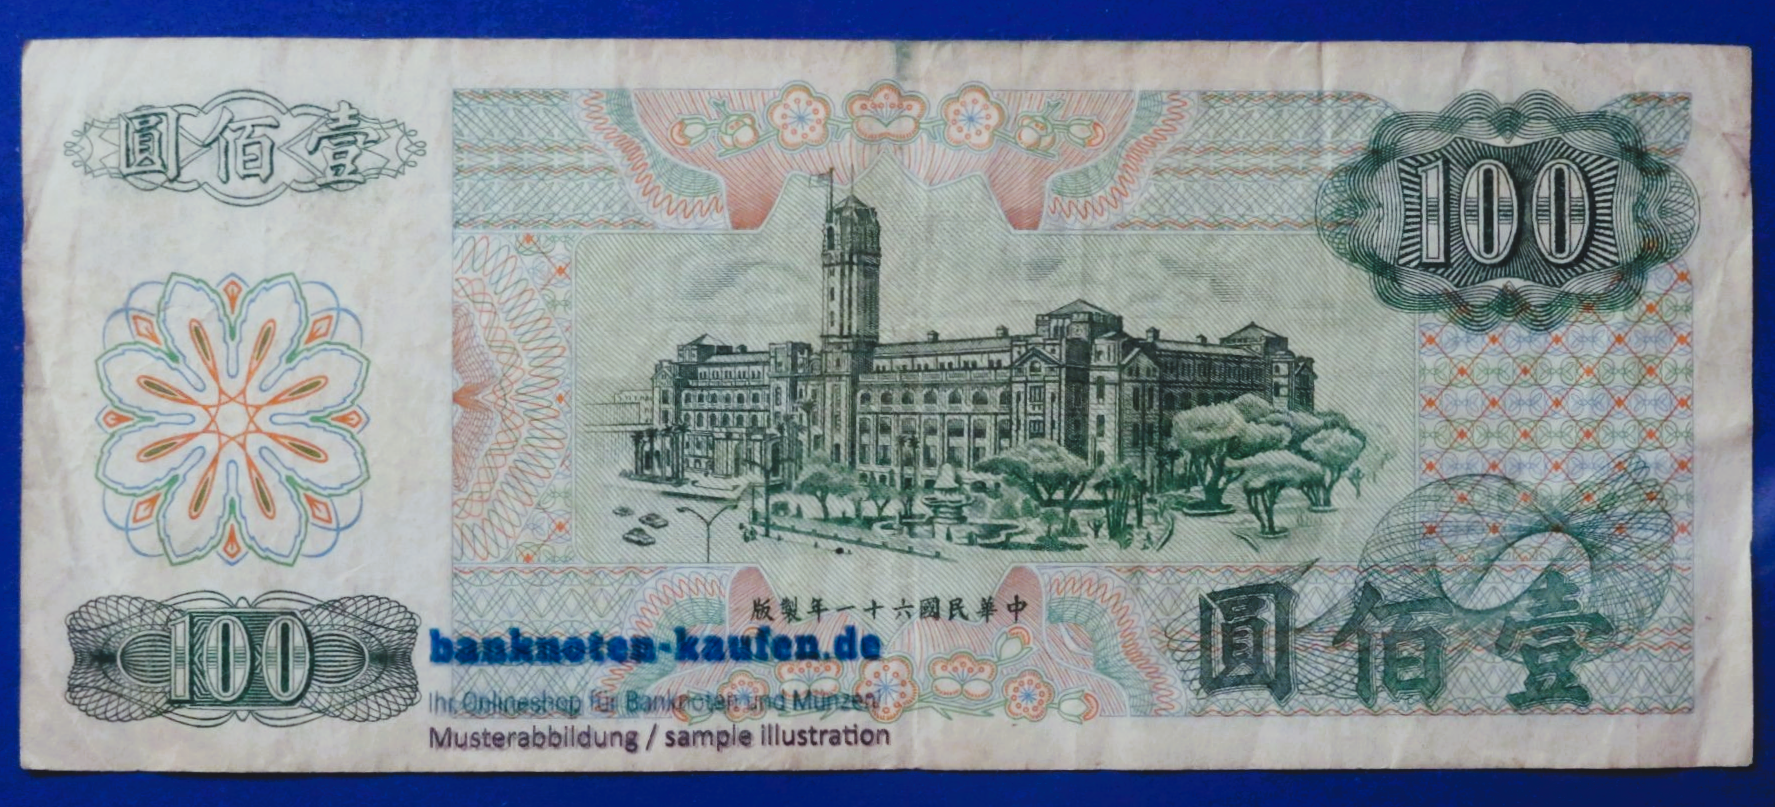 圓佰壹
100
100
版製年一十六國民華中
圓佰壹
banknoten-kaufen.de
Ihr Onlineshop für Banknoten und Münzen
Musterabbildung / sample illustration